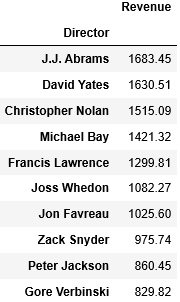 Revenue
Director
J.J. Abrams 1683.45
David Yates 1630.51
Christopher Nolan 1515.09
Michael Bay 1421.32
Francis Lawrence 1299.81
Joss Whedon 1082.27
Jon Favreau 1025.60
Zack Snyder 975.74
Peter Jackson 860.45
Gore Verbinski 829.82